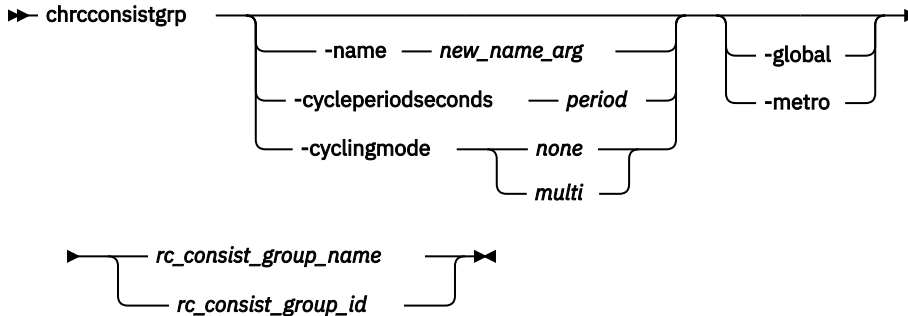 chrcconsistgrp
-name new_name_arg
-global
-cycleperiodseconds period
-metro
-cyclingmode none
multi
rc_consist_group_name
rc_consist_group_id